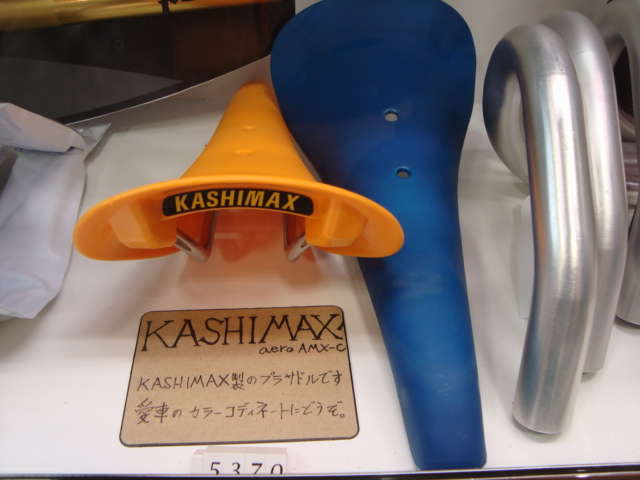 KASHIMAX
KASHIMAX
aero AMX-C
KASHIMAX製のプラサドルです
愛車のカラーコディネートにどうぞ。
5370